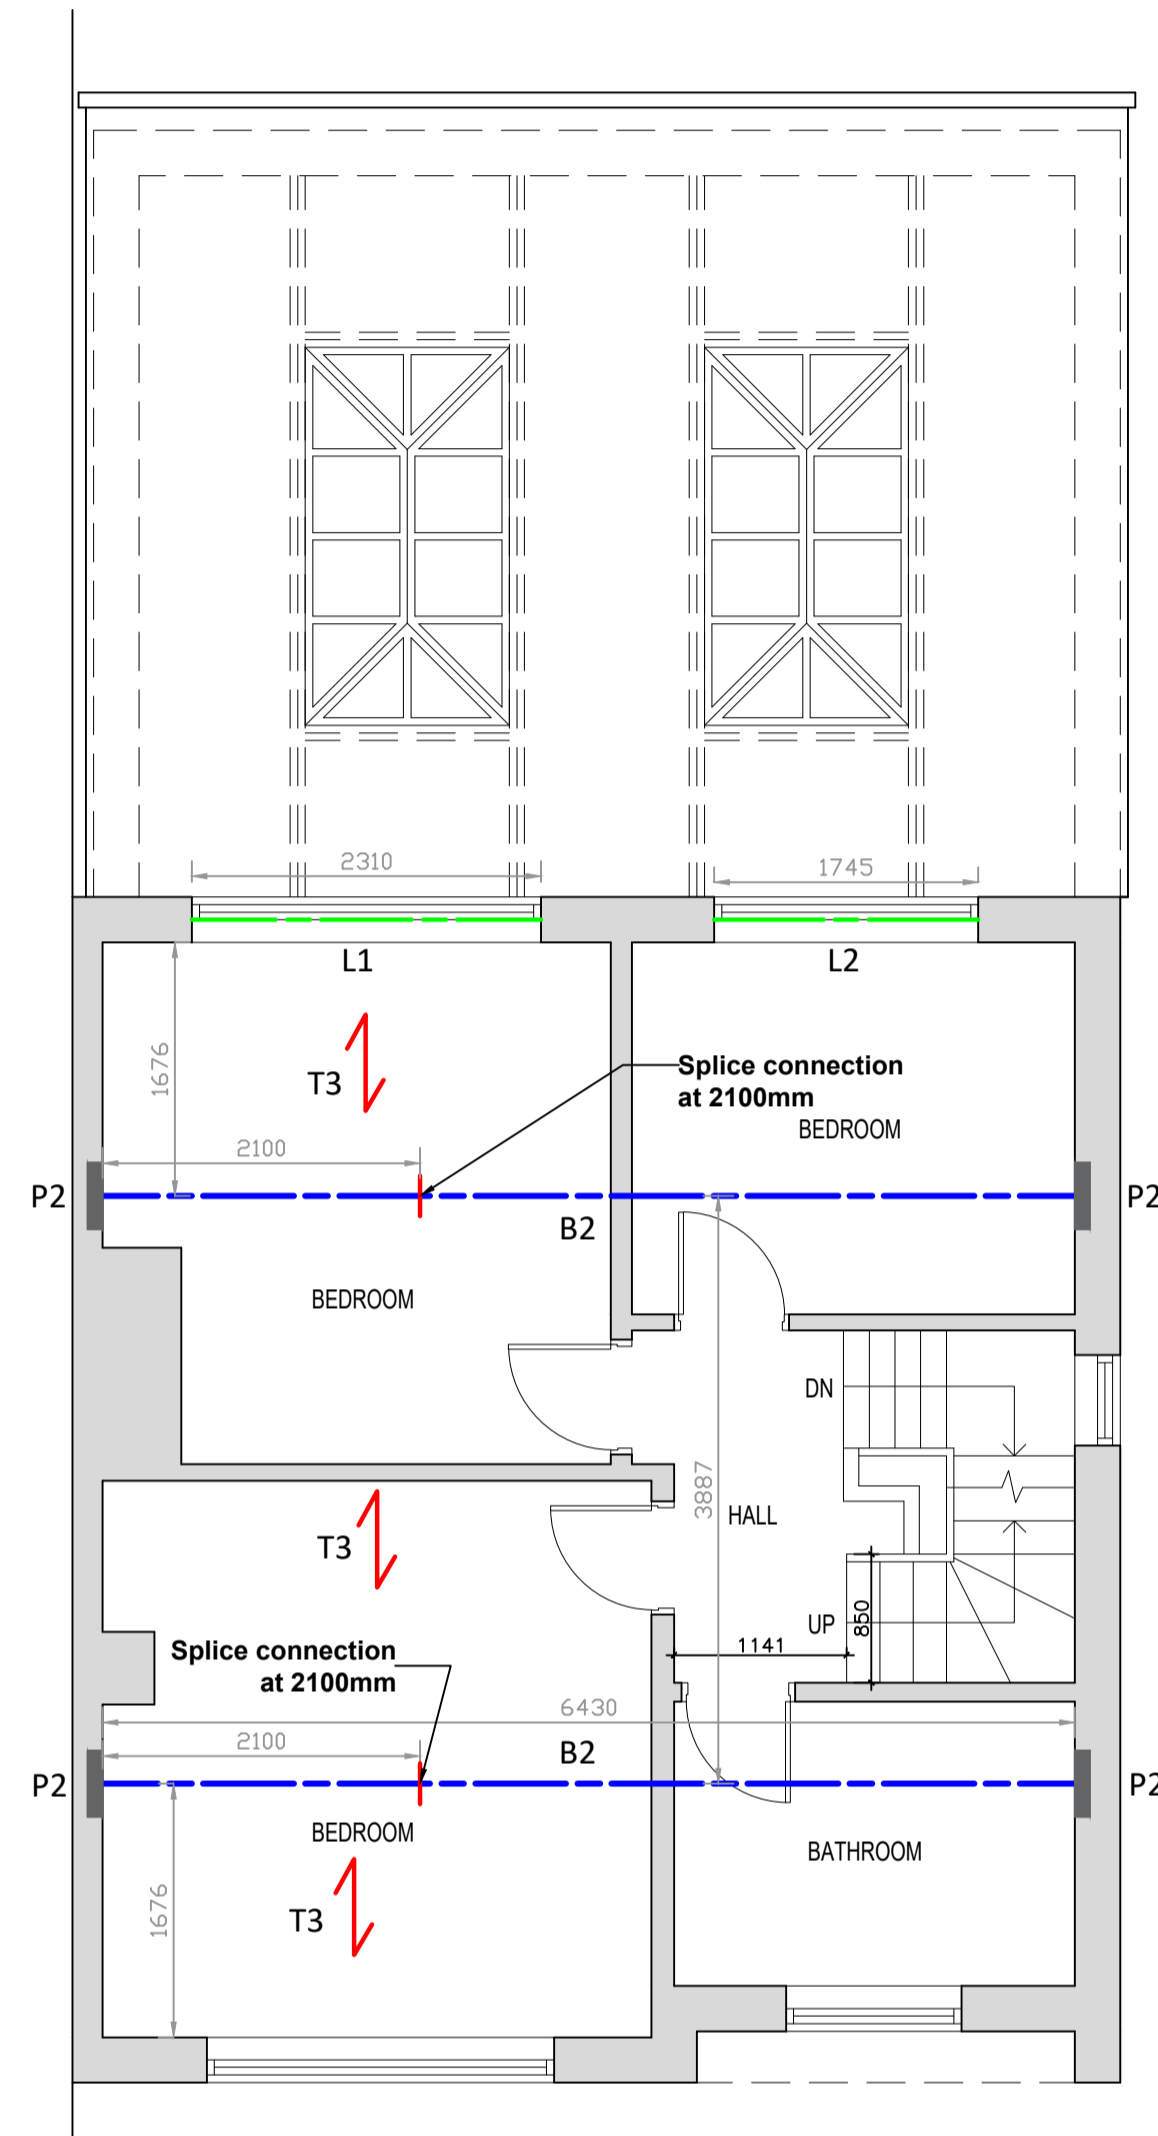 2310
1745
L1
L2
1676
T3
Splice connection
at 2100mm
BEDROOM
2100
P2
P2
B2
BEDROOM
DN
3887
HALL
T3
UP
850
1141
Splice connection
at 2100mm
6430
2100
B2
P2
P2
BEDROOM
BATHROOM
1676
T3